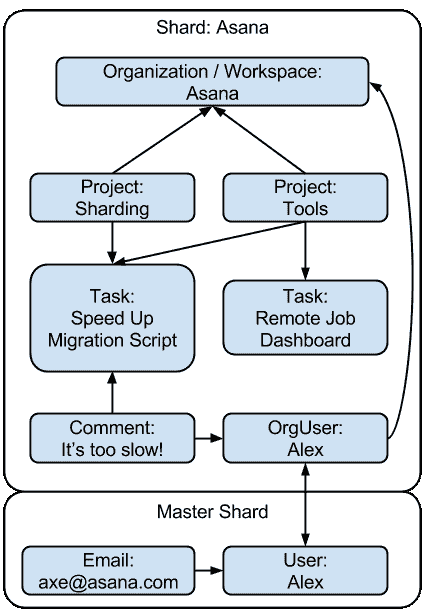 Shard: Asana
Organization / Workspace:
Asana
Project:
Sharding
Project:
Tools
Task:
Speed Up
Migration Script
Task:
Remote Job
Dashboard
Comment:
It's too slow!
OrgUser:
Alex
Master Shard
Email:
axe@asana.com
User:
Alex